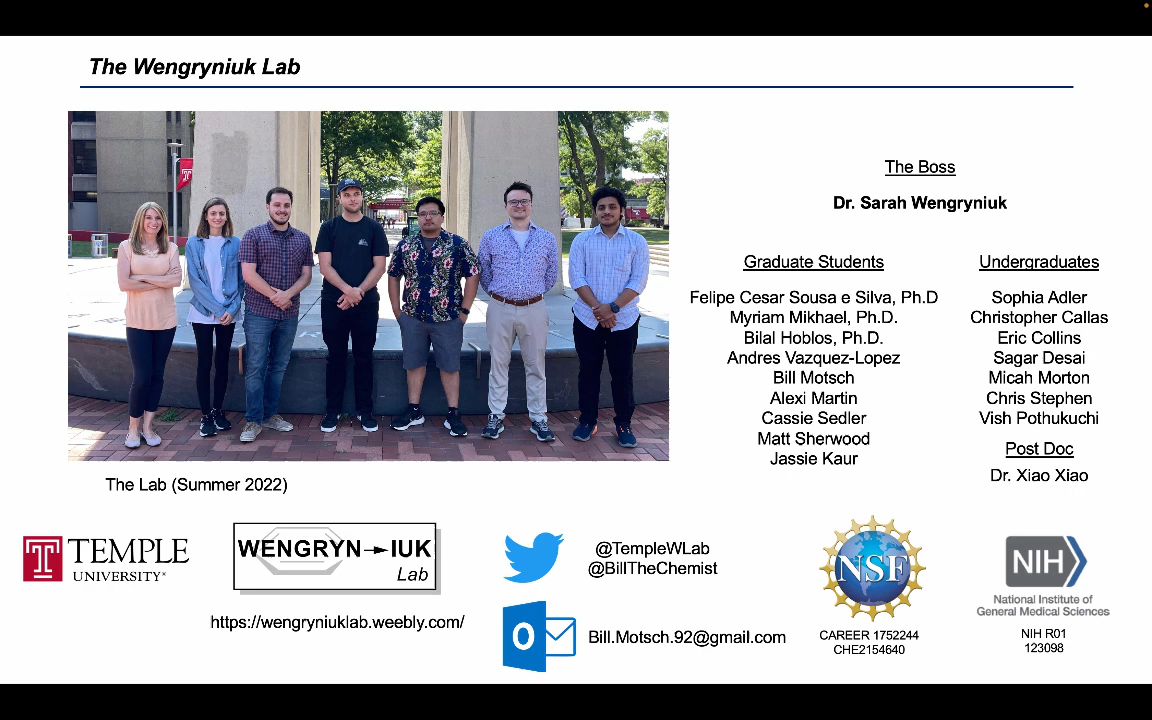 The Wengryniuk Lab
The Lab (Summer 2022)
The Boss
Dr. Sarah Wengryniuk
Graduate Students
Felipe Cesar Sousa e Silva, Ph.D
Myriam Mikhael, Ph.D.
Bilal Hoblos, Ph.D.
Andres Vazquez-Lopez
Bill Motsch
Alexi Martin
Cassie Sedler
Matt Sherwood
Jassie Kaur
Undergraduates
Sophia Adler
Christopher Callas
Eric Collins
Sagar Desai
Micah Morton
Chris Stephen
Vish Pothukuchi
Post Doc
Dr. Xiao Xiao
TEMPLE
UNIVERSITY®
WENGRYN→IUK
Lab
https://wengryniuklab.weebly.com/
@TempleWLab
@BillTheChemist
Bill.Motsch.92@gmail.com
NSF
CAREER 1752244
CHE2154640
NIH
National Institute of
General Medical Sciences
NIH R01
123098